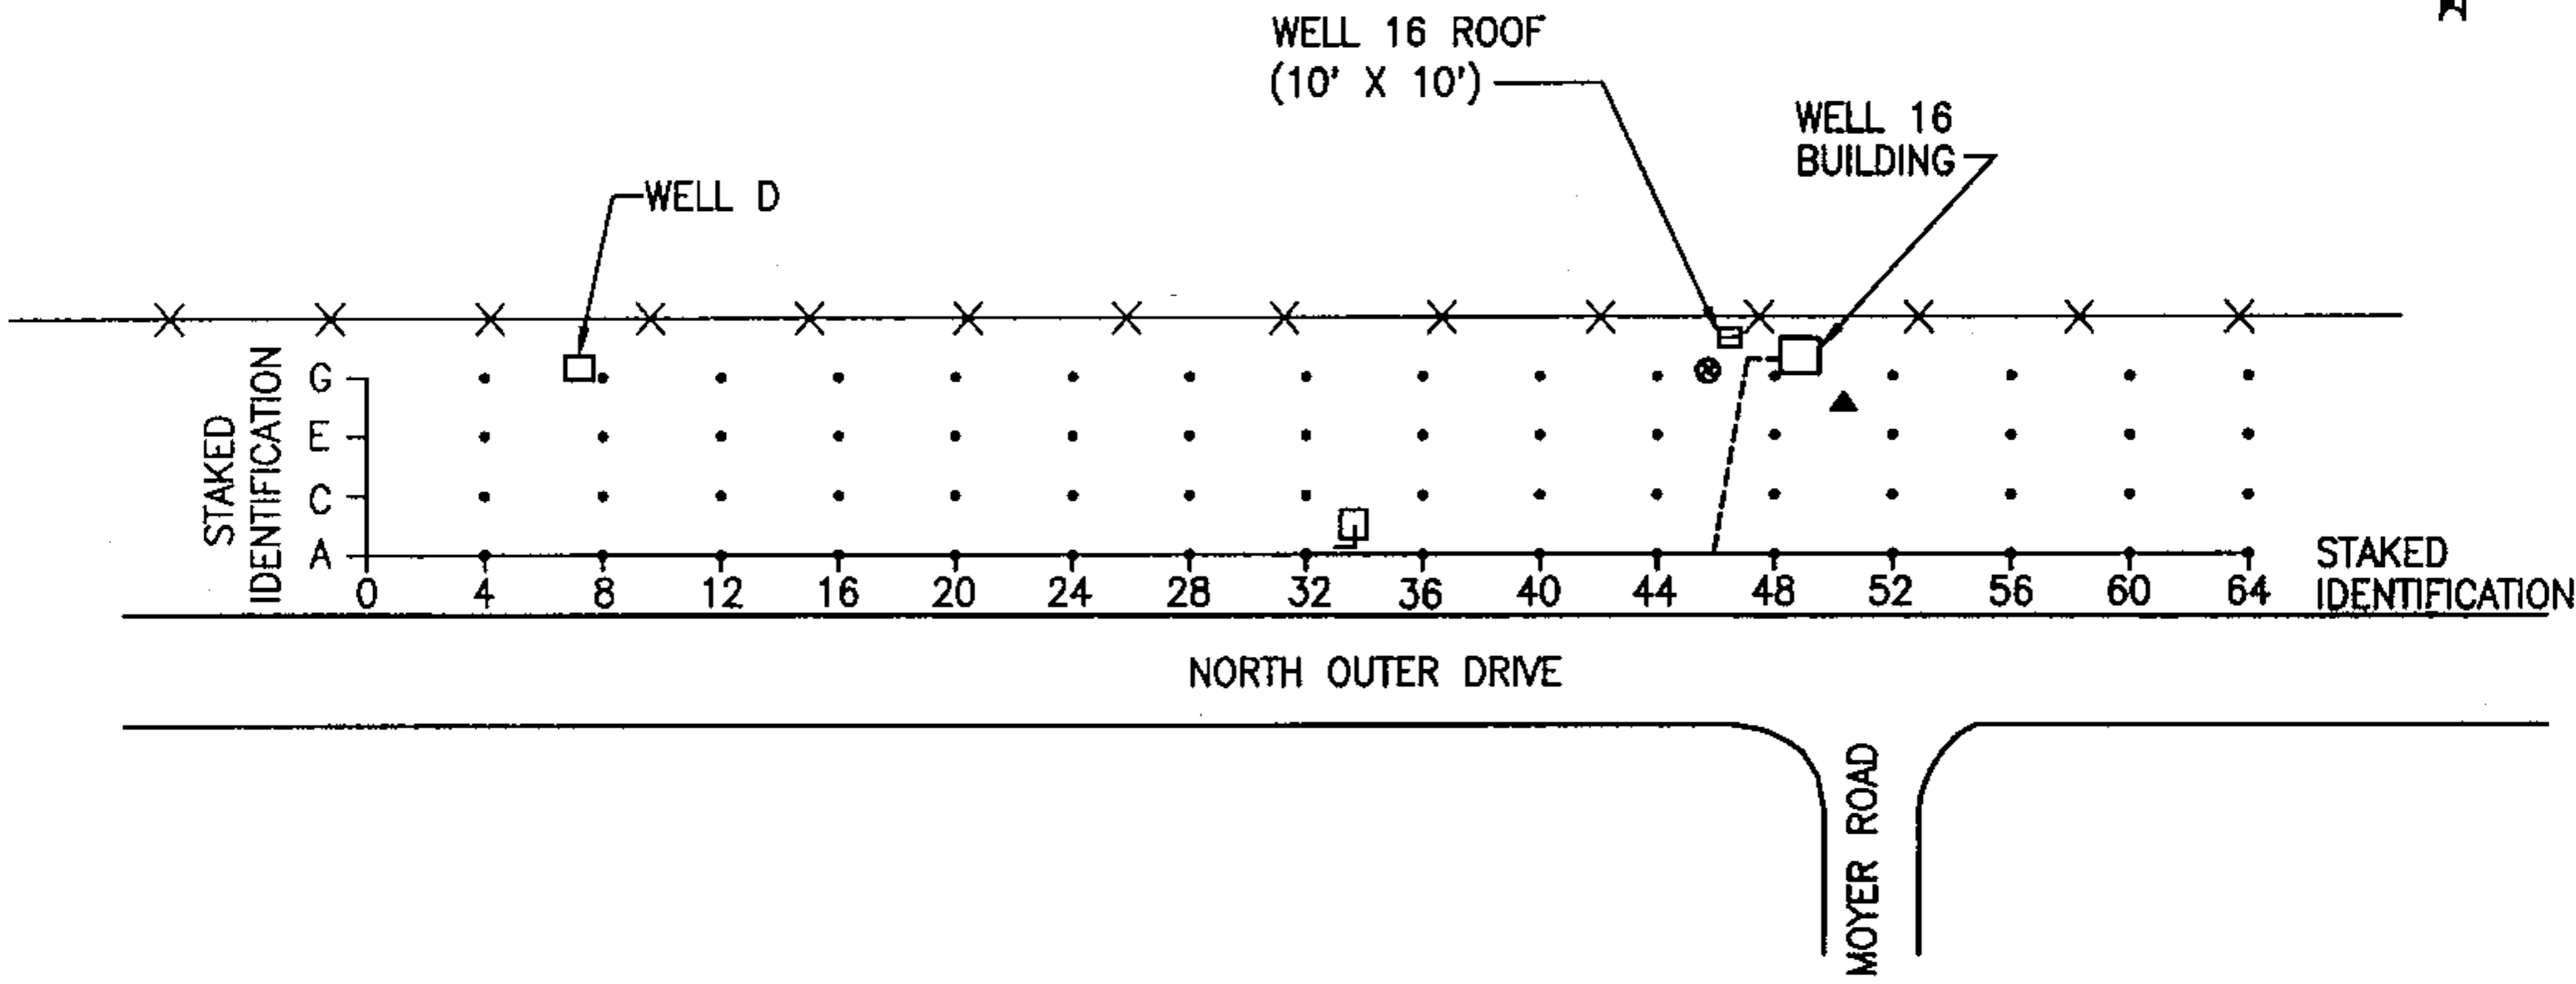 WELL 16 ROOF
(10' X 10')
WELL 16
BUILDING
WELL D
STAKED
IDENTIFICATION
G
E
C
A
0 4 8 12 16 20 24 28 32 36 40 44 48 52 56 60 64
STAKED
IDENTIFICATION
NORTH OUTER DRIVE
MOYER ROAD